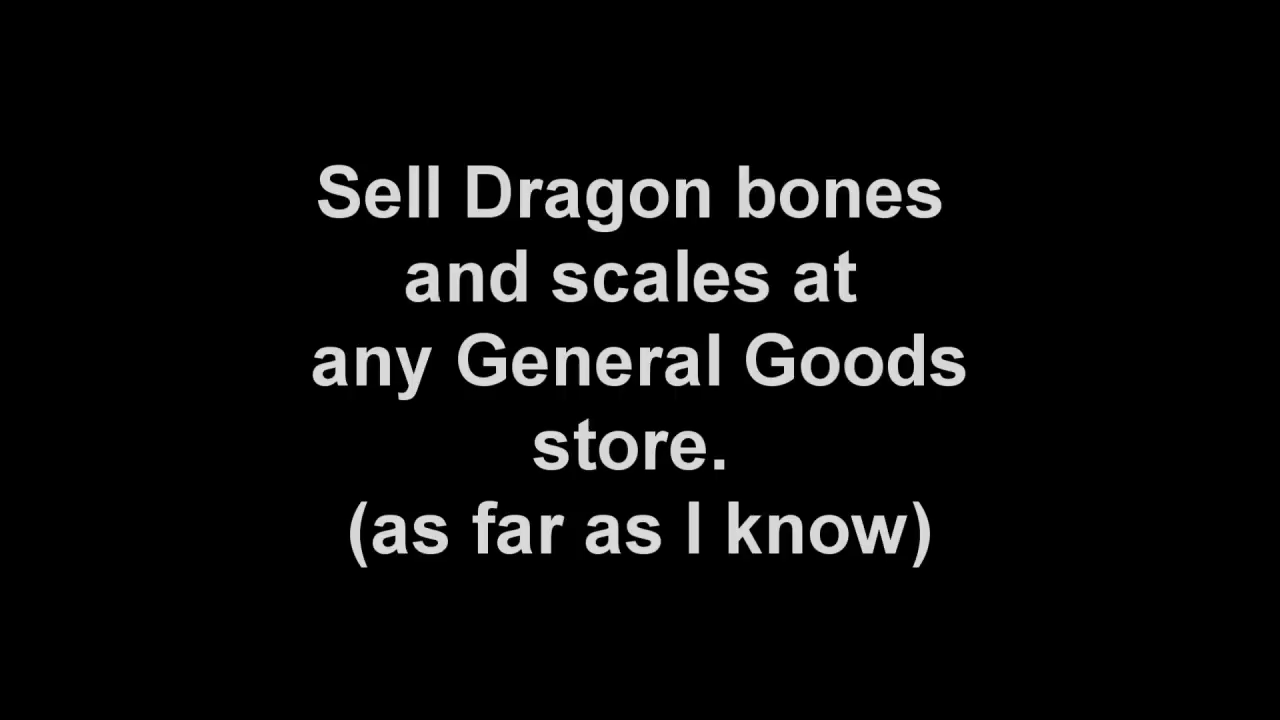 Sell Dragon bones
and scales at
any General Goods
store.
(as far as I know)